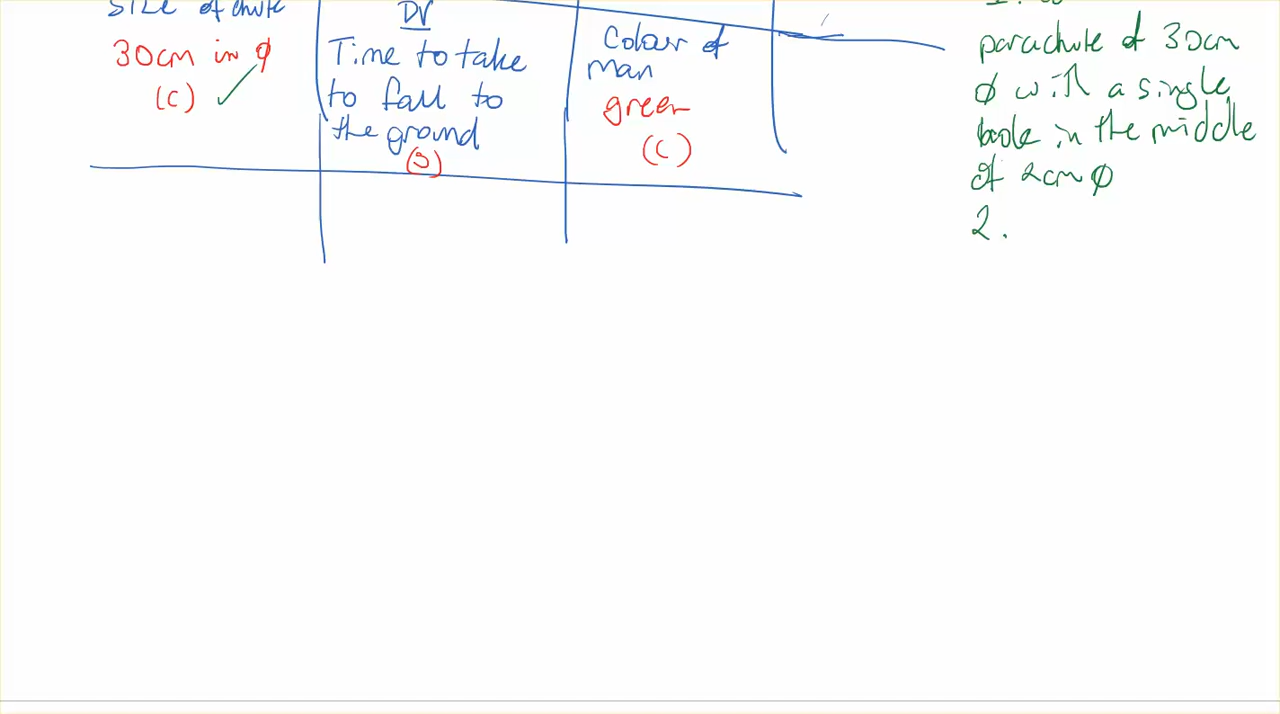 size of chute
30cm in φ
(C) ✓
DV
Time to take
to fall to
the ground
(S)
Colour of
man
green
(C)
parachute of 30cm
φ with a single
hole in the middle
of 2cm φ
2.